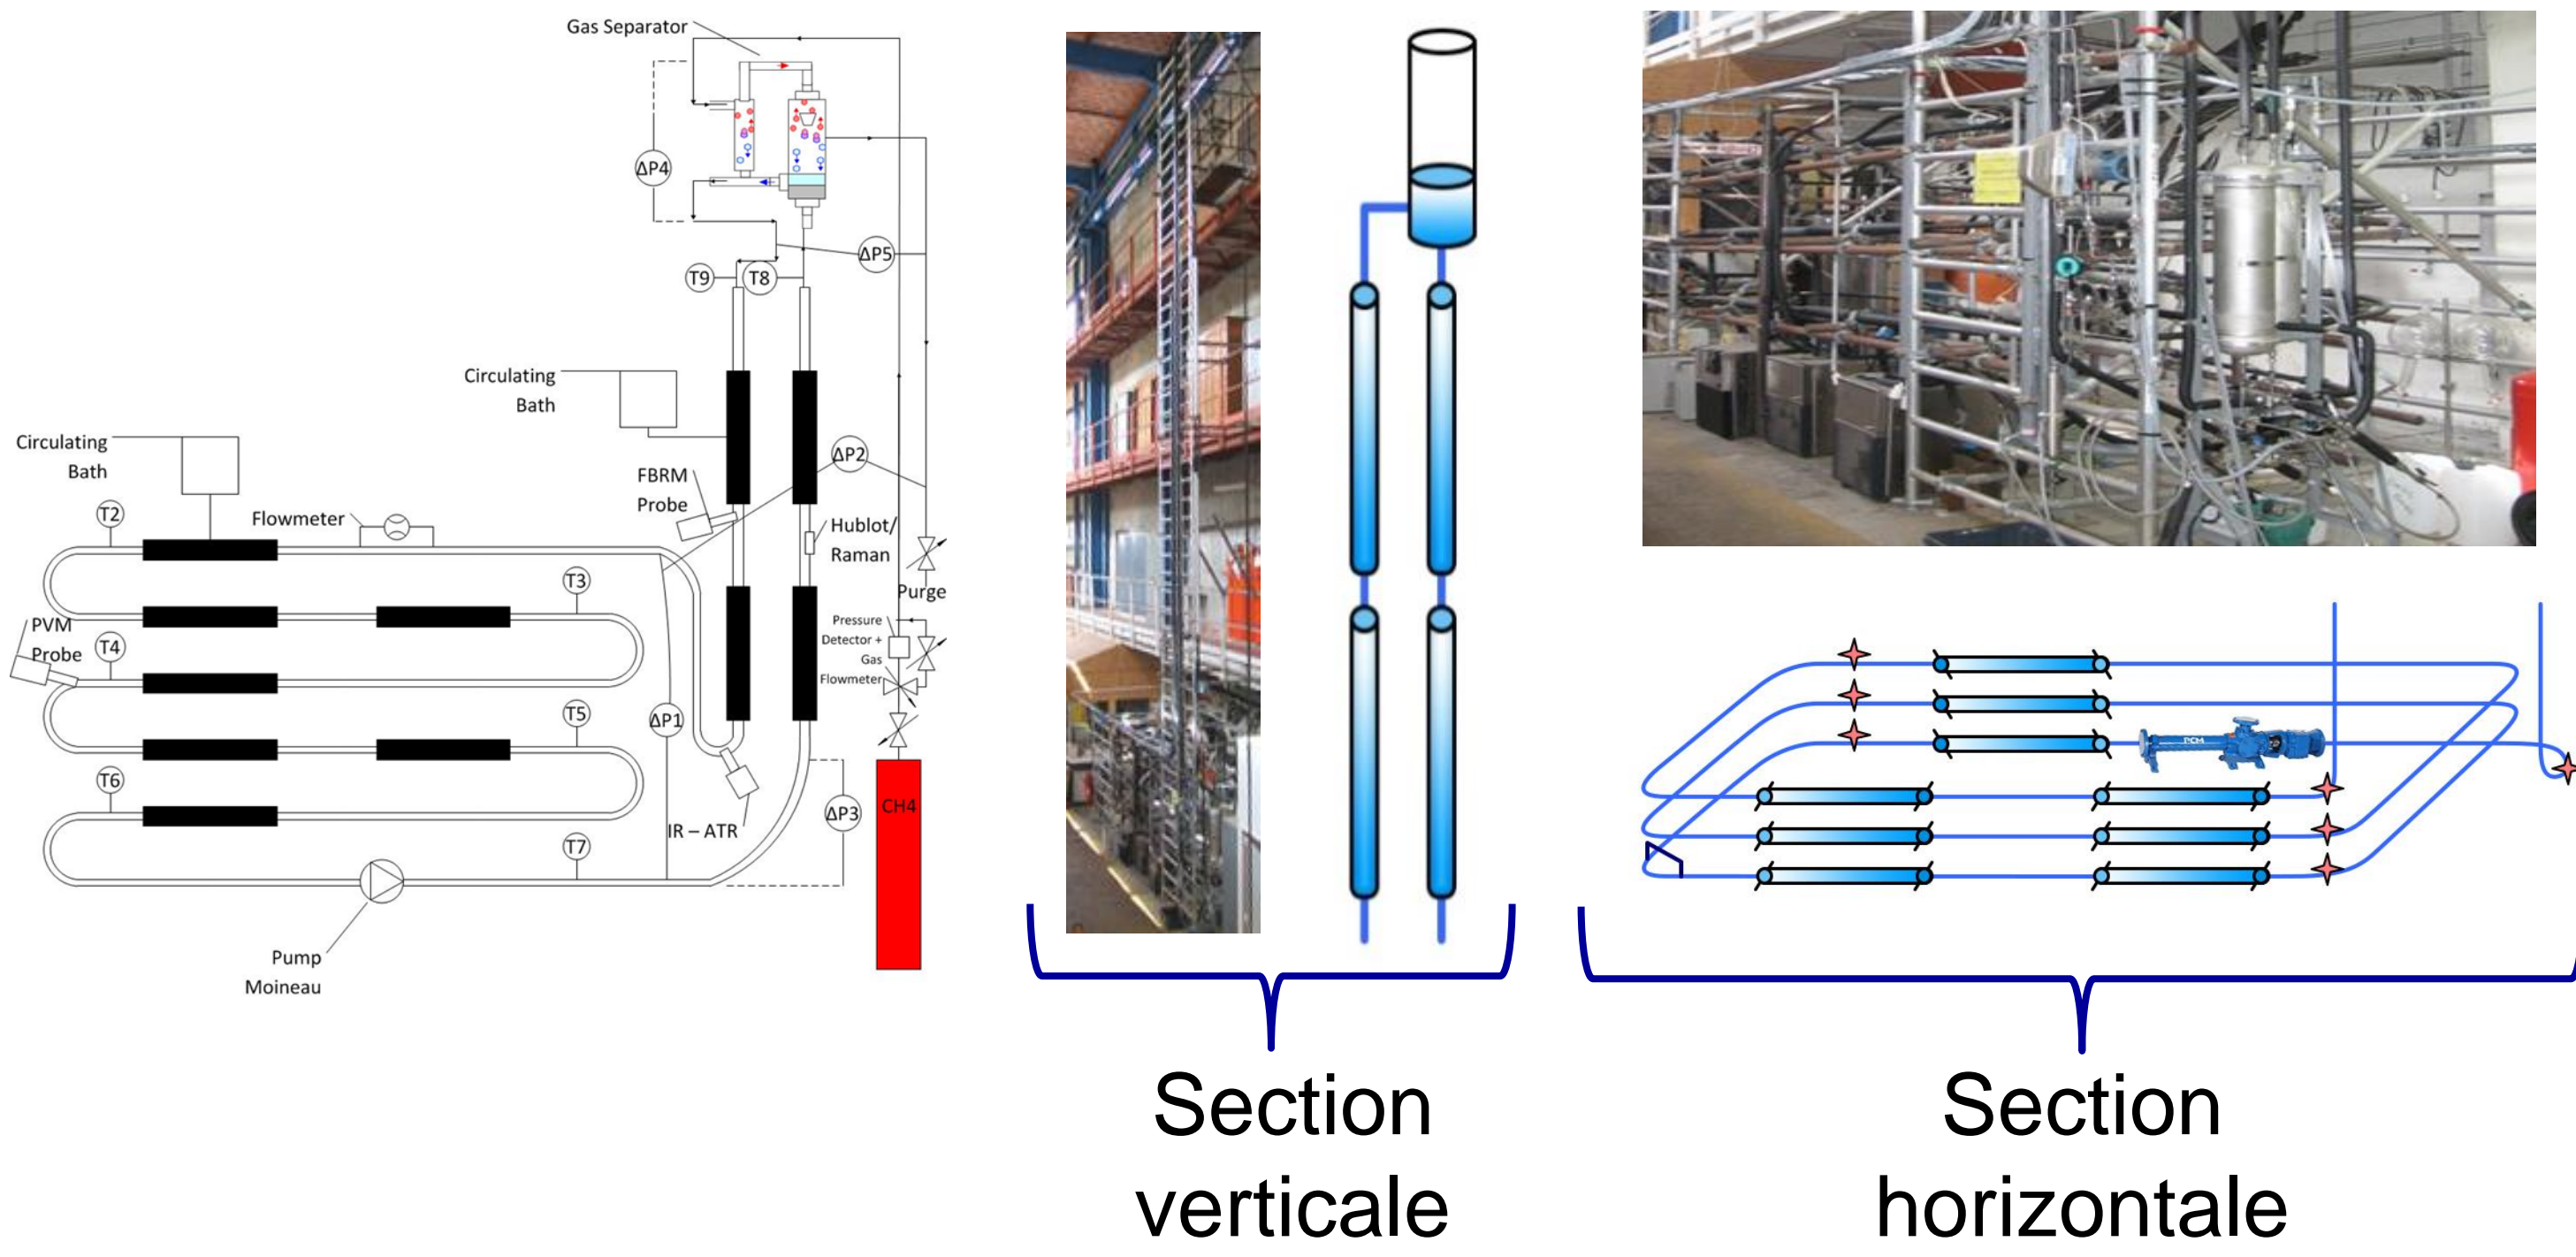 Gas Separator
ΔP4
ΔP5
T9
T8
Circulating
Bath
Circulating
Bath
ΔP2
FBRM
Probe
T2
Flowmeter
Hublot/
Raman
T3
Purge
PVM
Probe
T4
Pressure
Detector +
Gas
Flowmeter
T5
ΔP1
T6
CH4
ΔP3
IR – ATR
T7
Pump
Moineau
PCM
Section
verticale
Section
horizontale